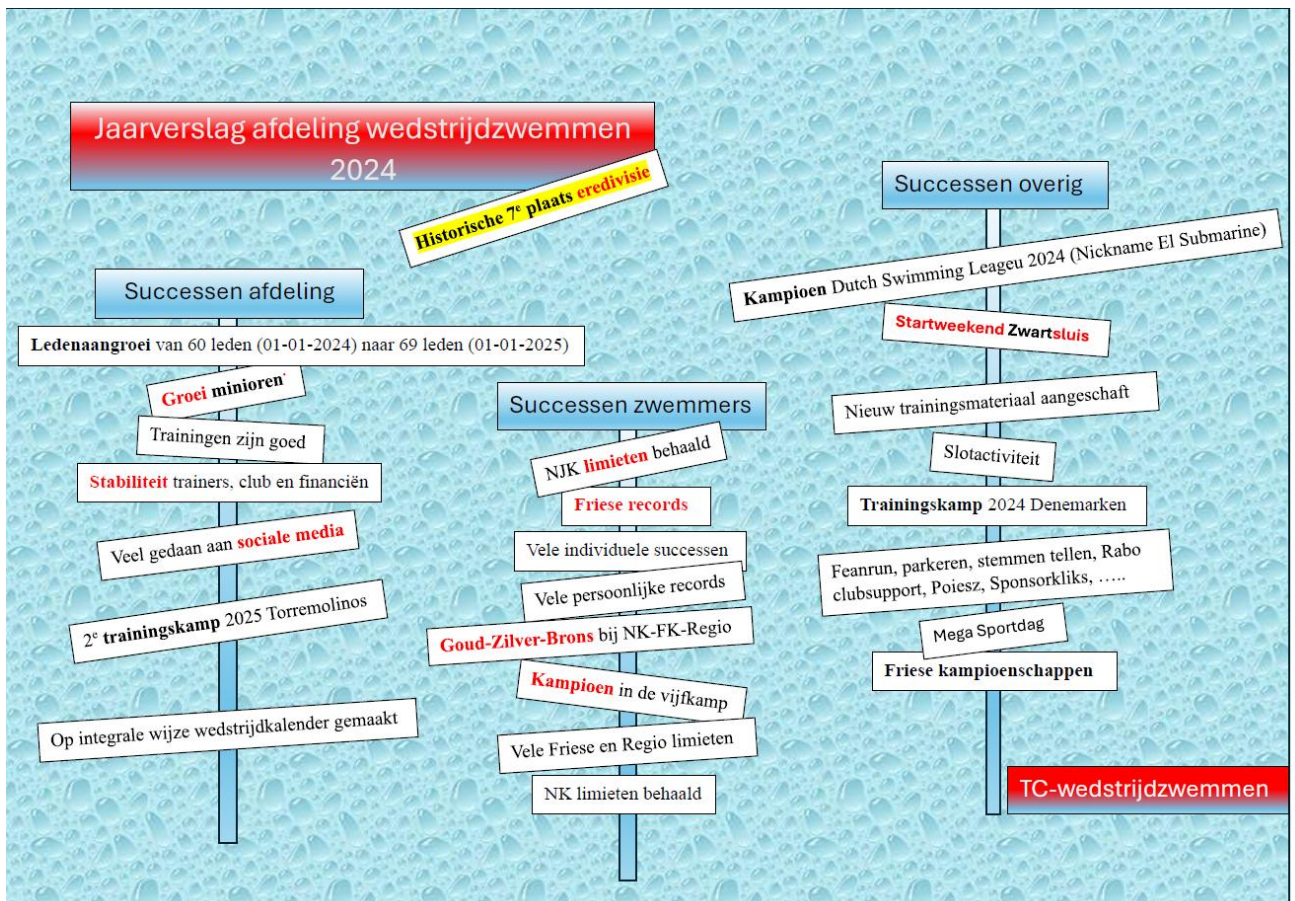 Jaarverslag afdeling wedstrijdzwemmen
2024
Historische 7e plaats eredivisie
Successen afdeling
Ledenaangroei van 60 leden (01-01-2024) naar 69 leden (01-01-2025)
Groei minioren
Trainingen zijn goed
Stabiliteit trainers, club en financiën
Veel gedaan aan sociale media
2e trainingskamp 2025 Torremolinos
Op integrale wijze wedstrijdkalender gemaakt
Successen zwemmers
NJK limieten behaald
Friese records
Vele individuele successen
Vele persoonlijke records
Goud-Zilver-Brons bij NK-FK-Regio
Kampioen in de vijfkamp
Vele Friese en Regio limieten
NK limieten behaald
Successen overig
Kampioen Dutch Swimming Leageu 2024 (Nickname El Submarine)
Startweekend Zwartsluis
Nieuw trainingsmateriaal aangeschaft
Slotactiviteit
Trainingskamp 2024 Denemarken
Feanrun, parkeren, stemmen tellen, Rabo
clubsupport, Poiesz, Sponsorkliks, …..
Mega Sportdag
Friese kampioenschappen
TC-wedstrijdzwemmen